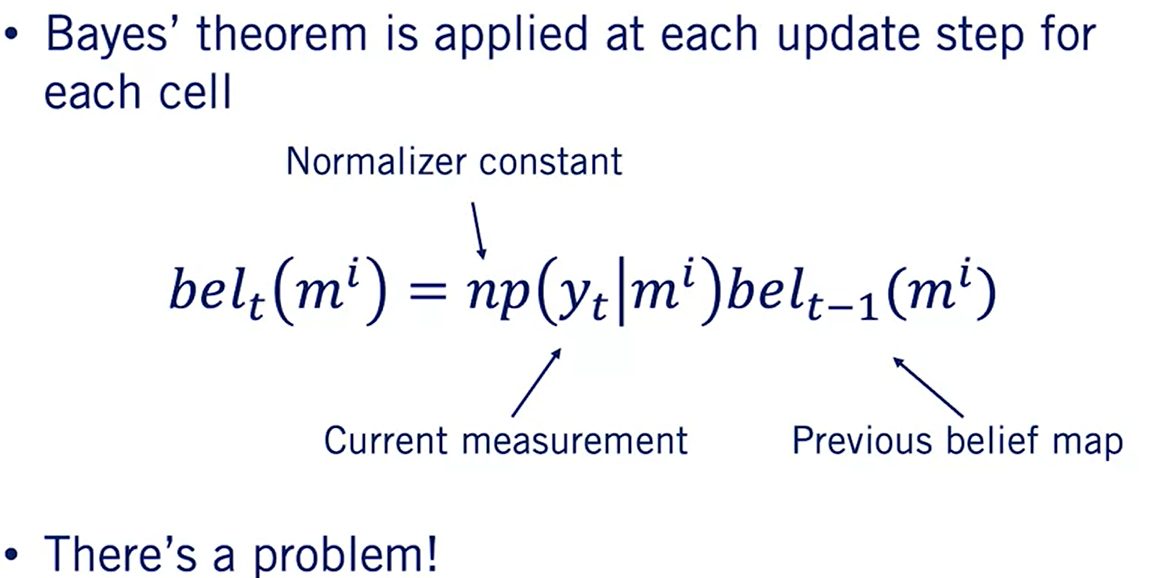 • Bayes’ theorem is applied at each update step for
each cell
Normalizer constant
bel_t(m^i) = np(y_t|m^i)bel_{t−1}(m^i)
Current measurement
Previous belief map
• There’s a problem!